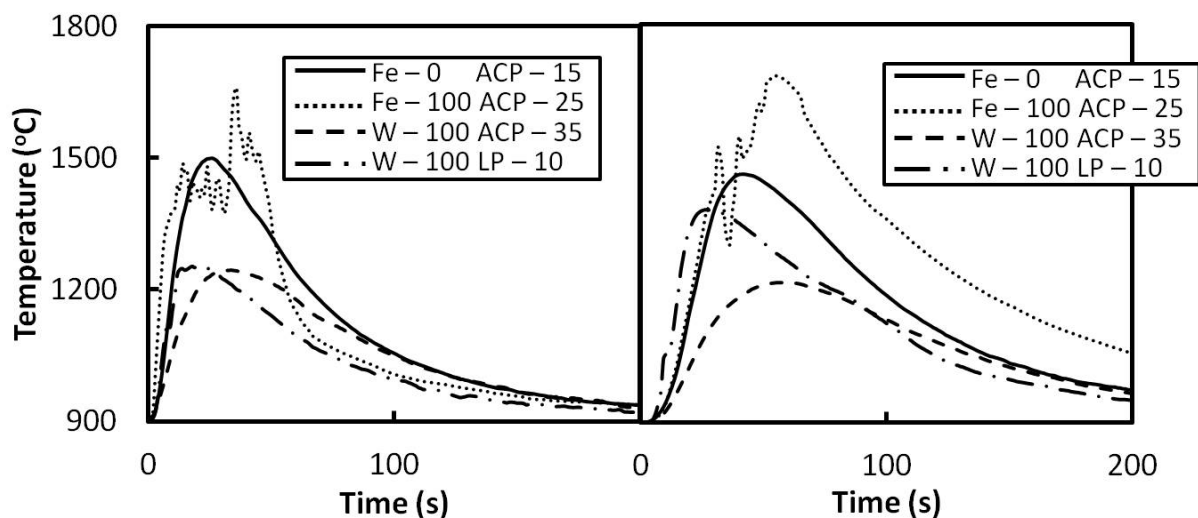 1800
1500
1200
900
Temperature (°C)
Fe – 0 ACP – 15
Fe – 100 ACP – 25
W – 100 ACP – 35
W – 100 LP – 10
0
100
Time (s)
Fe – 0 ACP – 15
Fe – 100 ACP – 25
W – 100 ACP – 35
W – 100 LP – 10
0
100
200
Time (s)